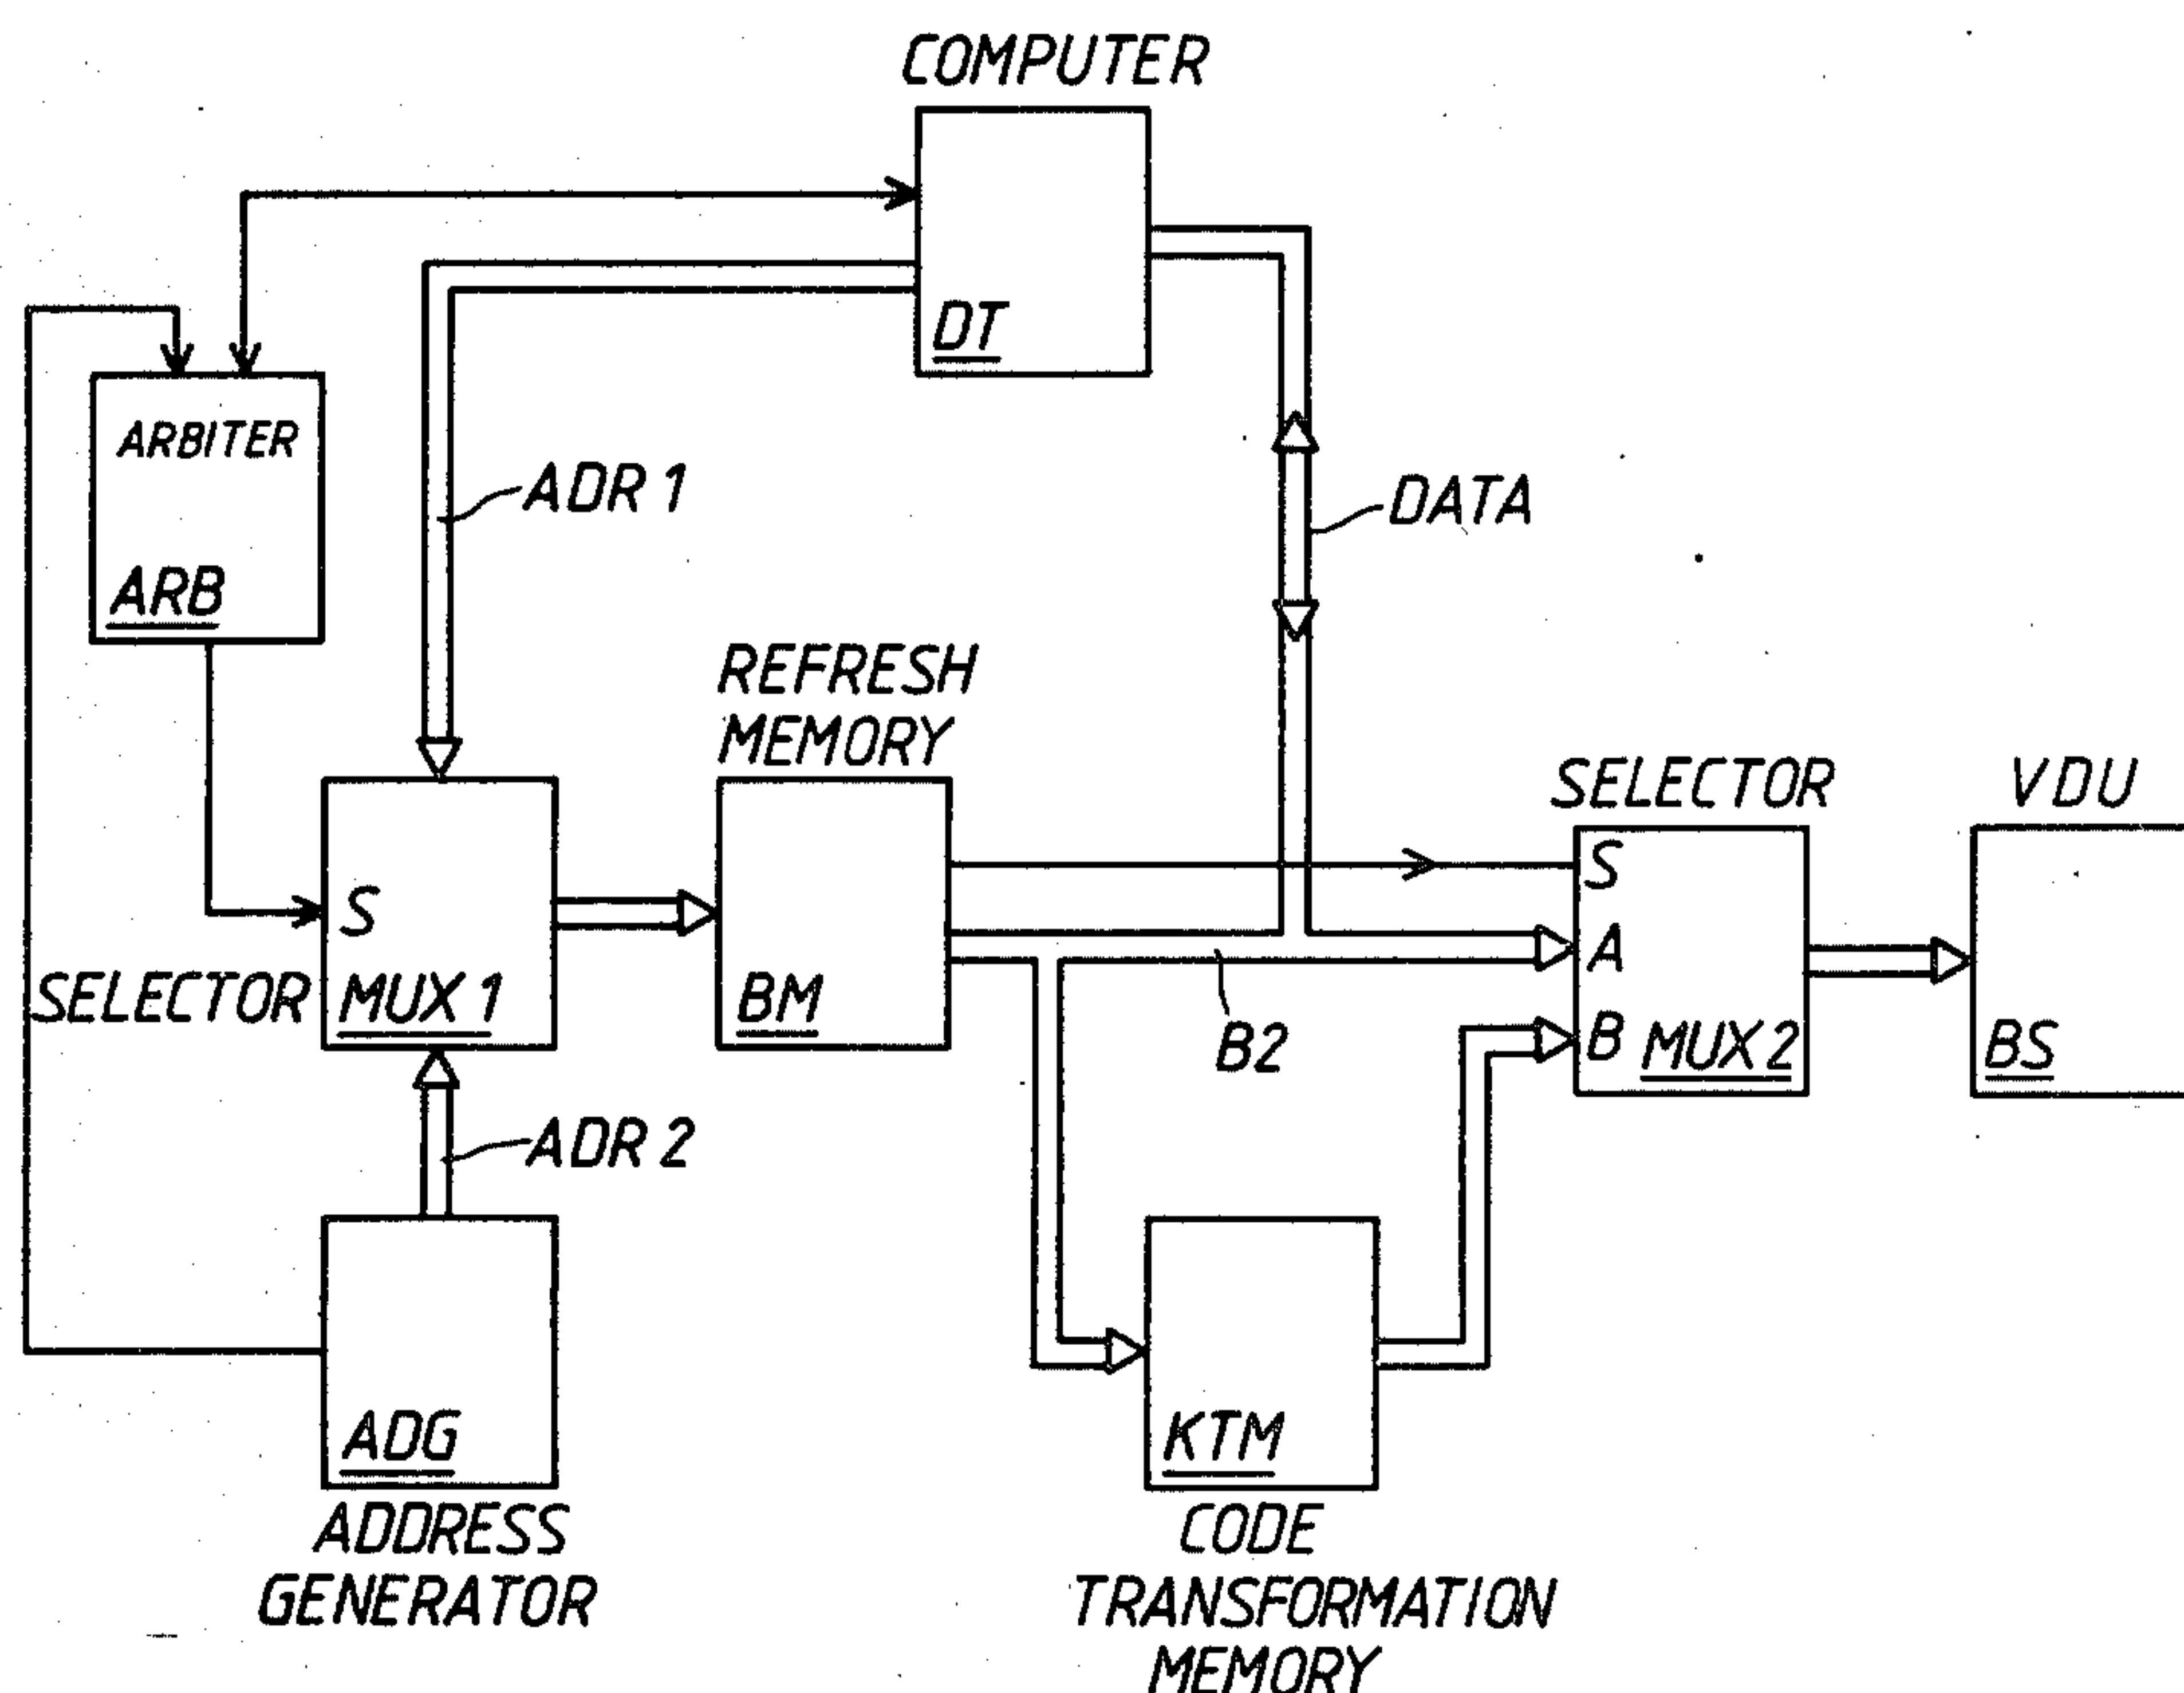 COMPUTER
DT
ARBITER
ARB
ADR 1
DATA
REFRESH
MEMORY
SELECTOR
VDU
S
S
A
SELECTOR
MUX 1
BM
B2
B
MUX 2
BS
ADR 2
ADG
KTM
ADDRESS
GENERATOR
CODE
TRANSFORMATION
MEMORY